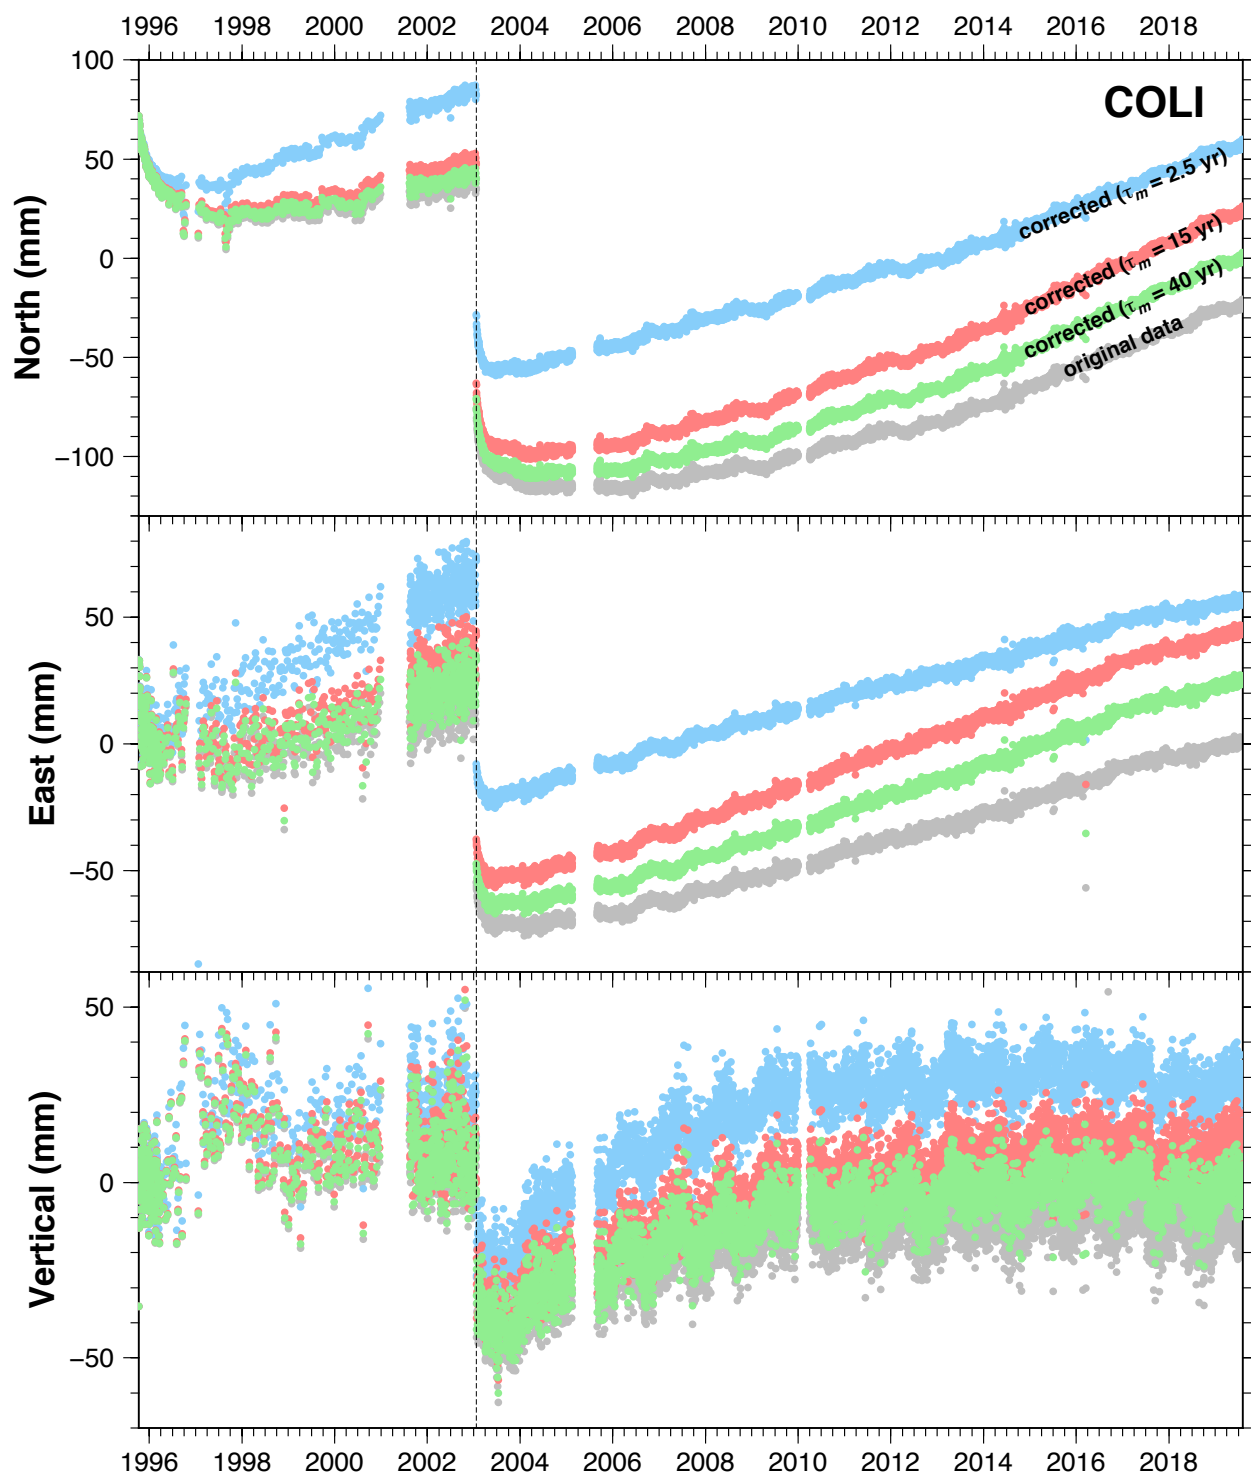 1996 1998 2000 2002 2004 2006 2008 2010 2012 2014 2016 2018
COLI
North (mm)
100
50
0
−50
−100
corrected (τm = 2.5 yr)
corrected (τm = 15 yr)
corrected (τm = 40 yr)
original data
East (mm)
50
0
−50
Vertical (mm)
50
0
−50
1996 1998 2000 2002 2004 2006 2008 2010 2012 2014 2016 2018